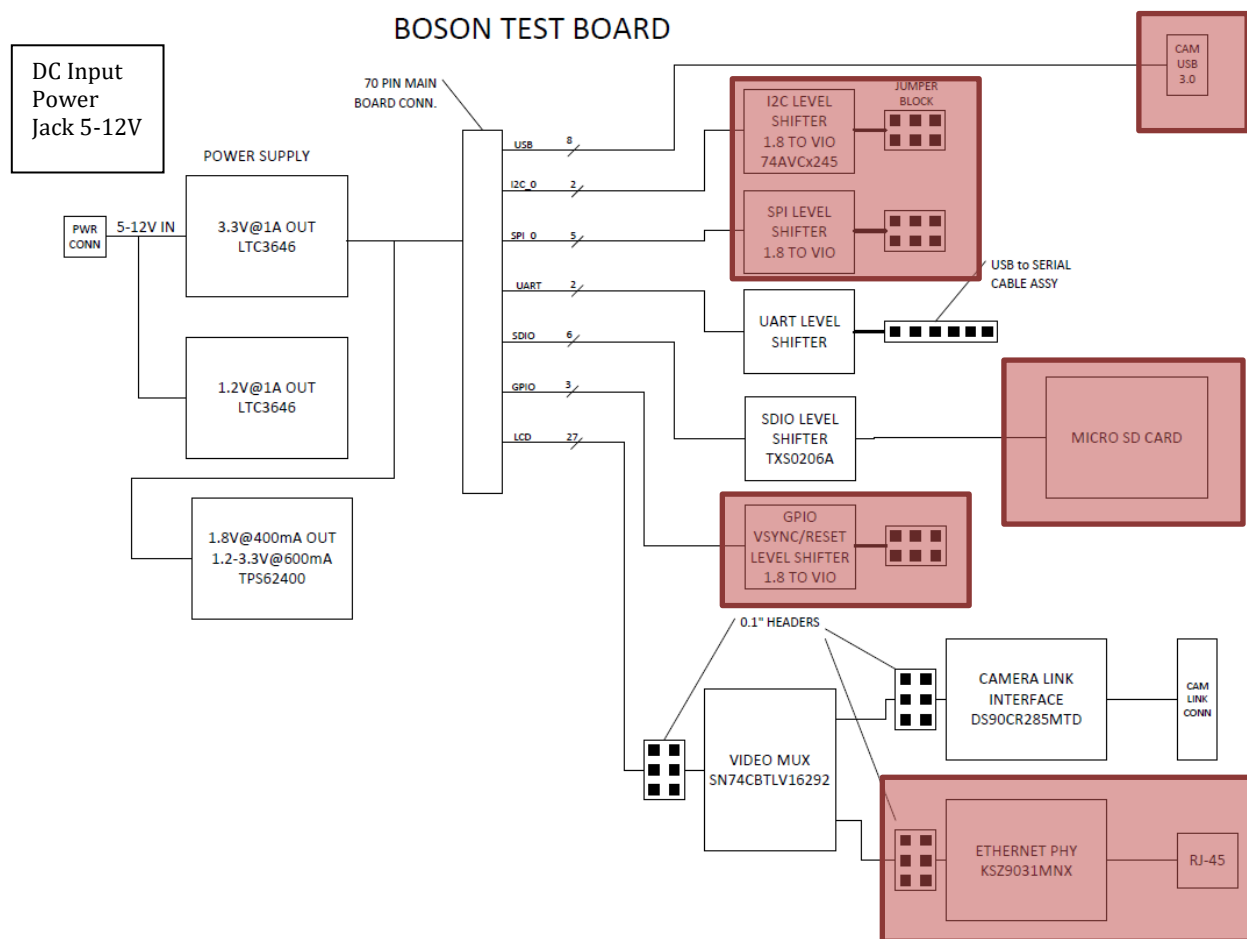 BOSON TEST BOARD
DC Input
Power
Jack 5-12V
70 PIN MAIN
BOARD CONN.
CAM
USB
3.0
JUMPER
BLOCK
I2C LEVEL
SHIFTER
1.8 TO VIO
74AVCx245
USB
8
POWER SUPPLY
I2C_0
2
PWR
CONN
5-12V IN
3.3V@1A OUT
LTC3646
SPI_0
5
SPI LEVEL
SHIFTER
1.8 TO VIO
USB to SERIAL
CABLE ASSY
UART
2
UART LEVEL
SHIFTER
SDIO
6
1.2V@1A OUT
LTC3646
GPIO
3
SDIO LEVEL
SHIFTER
TXS0206A
MICRO SD CARD
LCD
27
1.8V@400mA OUT
1.2-3.3V@600mA
TPS62400
GPIO
VSYNC/RESET
LEVEL SHIFTER
1.8 TO VIO
0.1" HEADERS
CAMERA LINK
INTERFACE
DS90CR285MTD
CAM
LINK
CONN
VIDEO MUX
SN74CBTLV16292
ETHERNET PHY
KSZ9031MNX
RJ-45